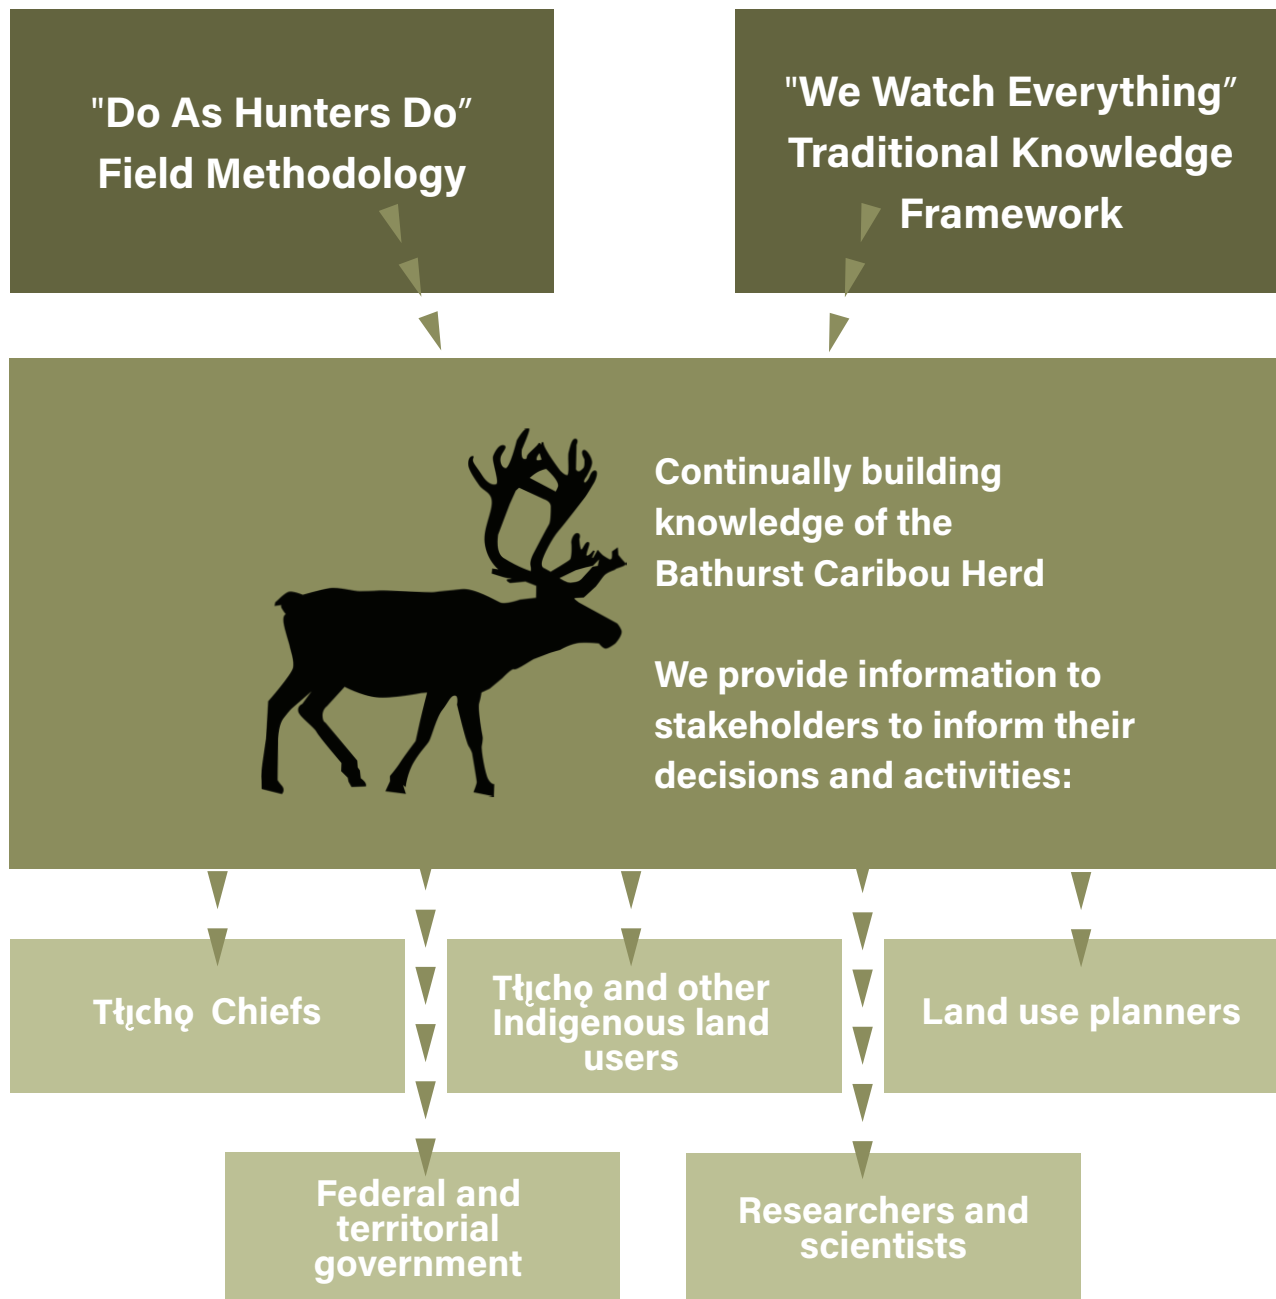 "Do As Hunters Do”
Field Methodology
"We Watch Everything”
Traditional Knowledge
Framework
Continually building
knowledge of the
Bathurst Caribou Herd
We provide information to
stakeholders to inform their
decisions and activities:
Tłı̨chǫ Chiefs
Tłı̨chǫ and other
Indigenous land
users
Land use planners
Federal and
territorial
government
Researchers and
scientists